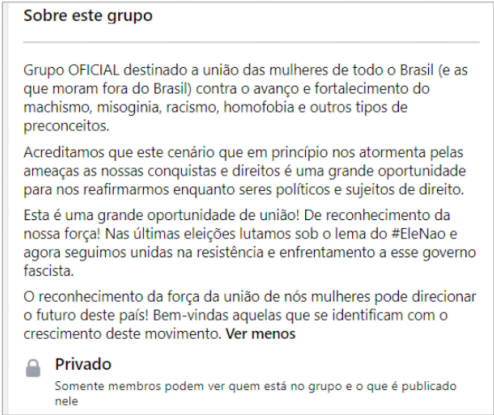 Sobre este grupo
Grupo OFICIAL destinado a união das mulheres de todo o Brasil (e as
que moram fora do Brasil) contra o avanço e fortalecimento do
machismo, misoginia, racismo, homofobia e outros tipos de
preconceitos.
Acreditamos que este cenário que em princípio nos atormenta pelas
ameaças as nossas conquistas e direitos é uma grande oportunidade
para nos reafirmarmos enquanto seres políticos e sujeitos de direito.
Esta é uma grande oportunidade de união! De reconhecimento da
nossa força! Nas últimas eleições lutamos sob o lema do #EleNao e
agora seguimos unidas na resistência e enfrentamento a esse governo
fascista.
O reconhecimento da força da união de nós mulheres pode direcionar
o futuro deste país! Bem-vindas aquelas que se identificam com o
crescimento deste movimento. Ver menos
Privado
Somente membros podem ver quem está no grupo e o que é publicado
nele